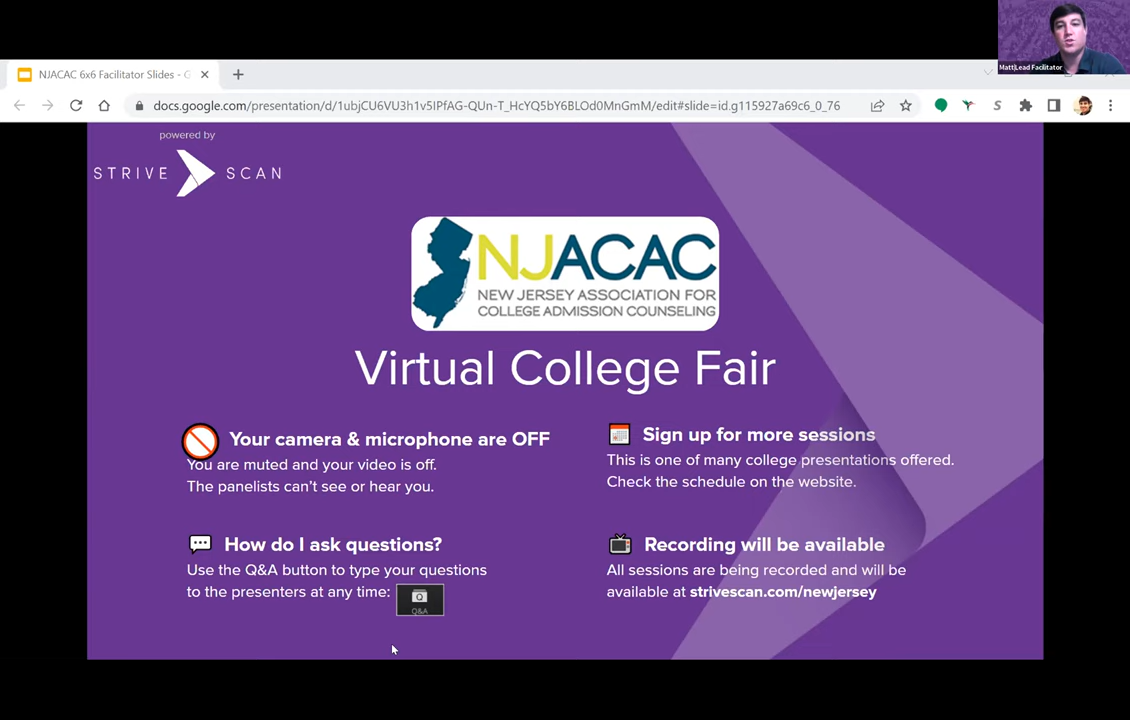 Matt|Lead Facilitator
NJACAC 6x6 Facilitator Slides - G
docs.google.com/presentation/d/1ubjCU6VU3h1v5IPfAG-QUn-T_HcYQ5bY6BLOd0MnGmM/edit#slide=id.g115927a69c6_0_76
powered by
STRIVE SCAN
NJACAC
NEW JERSEY ASSOCIATION FOR
COLLEGE ADMISSION COUNSELING
Virtual College Fair
Your camera & microphone are OFF
You are muted and your video is off.
The panelists can't see or hear you.
Sign up for more sessions
This is one of many college presentations offered.
Check the schedule on the website.
How do I ask questions?
Use the Q&A button to type your questions
to the presenters at any time:
Q
Q&A
Recording will be available
All sessions are being recorded and will be
available at strivescan.com/newjersey